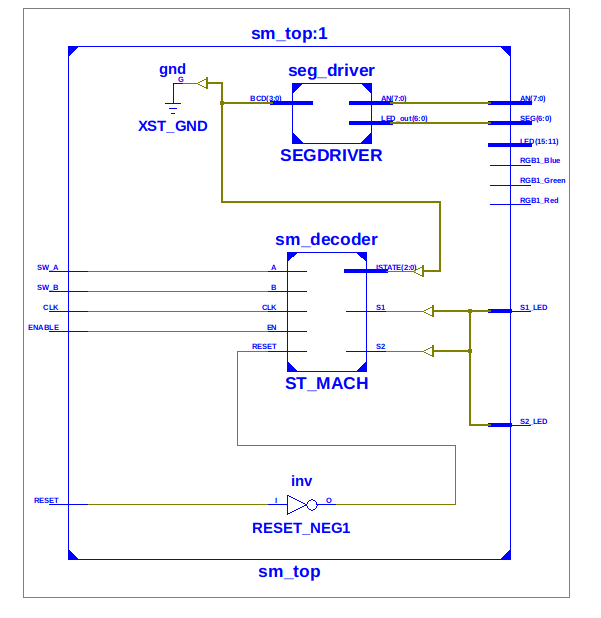 sm_top:1
gnd
G
XST_GND
seg_driver
BCD(3:0)
AN(7:0)
LED_out(6:0)
SEGDRIVER
AN(7:0)
SEG(6:0)
LED(15:11)
RGB1_Blue
RGB1_Green
RGB1_Red
sm_decoder
SW_A
A
ISTATE(2:0)
SW_B
B
CLK
CLK
S1
S1_LED
ENABLE
EN
RESET
S2
ST_MACH
S2_LED
inv
RESET
I
O
RESET_NEG1
sm_top